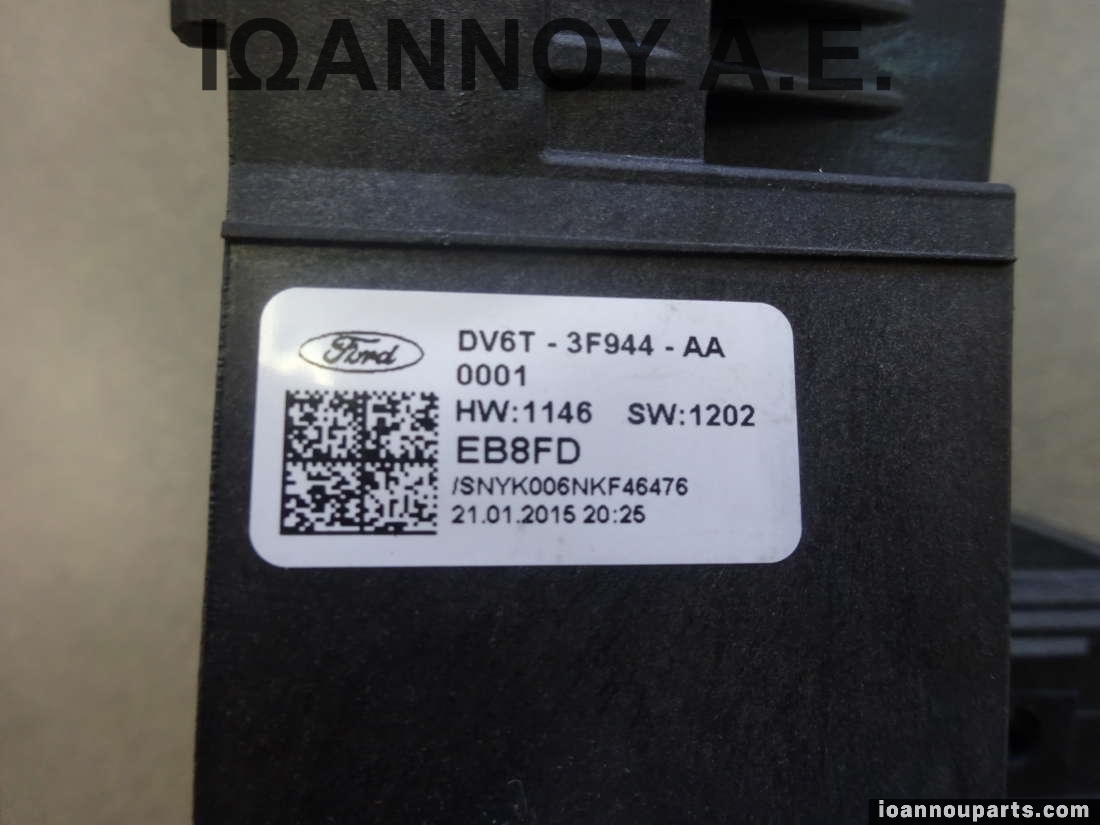 ΙΩΑΝΝΟΥ Α.Ε.
Ford
DV6T - 3F944 - AA
0001
HW:1146 SW:1202
EB8FD
/SNYK006NKF46476
21.01.2015 20:25
ioannouparts.com